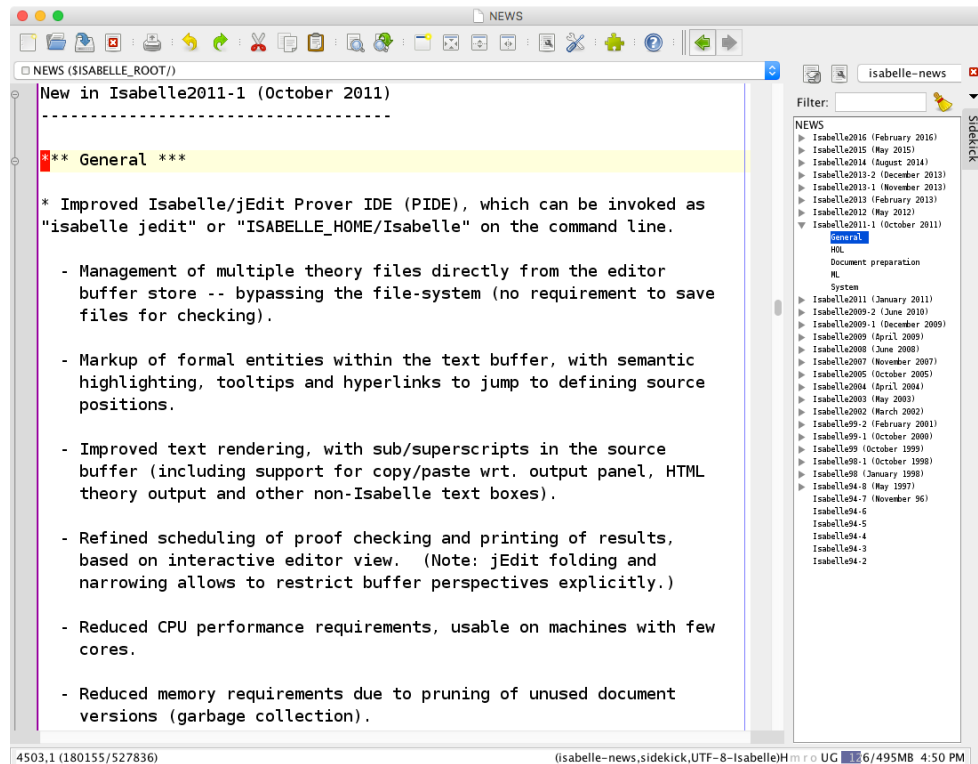 NEWS
NEWS ($ISABELLE_ROOT/)
isabelle-news
Filter:
Sidekick
New in Isabelle2011-1 (October 2011)
------------------------------------
*** General ***
* Improved Isabelle/jEdit Prover IDE (PIDE), which can be invoked as
"isabelle jedit" or "ISABELLE_HOME/Isabelle" on the command line.
- Management of multiple theory files directly from the editor
buffer store -- bypassing the file-system (no requirement to save
files for checking).
- Markup of formal entities within the text buffer, with semantic
highlighting, tooltips and hyperlinks to jump to defining source
positions.
- Improved text rendering, with sub/superscripts in the source
buffer (including support for copy/paste wrt. output panel, HTML
theory output and other non-Isabelle text boxes).
- Refined scheduling of proof checking and printing of results,
based on interactive editor view.  (Note: jEdit folding and
narrowing allows to restrict buffer perspectives explicitly.)
- Reduced CPU performance requirements, usable on machines with few
cores.
- Reduced memory requirements due to pruning of unused document
versions (garbage collection).
NEWS
Isabelle2016 (February 2016)
Isabelle2015 (May 2015)
Isabelle2014 (August 2014)
Isabelle2013-2 (December 2013)
Isabelle2013-1 (November 2013)
Isabelle2013 (February 2013)
Isabelle2012 (May 2012)
Isabelle2011-1 (October 2011)
General
HOL
Document preparation
ML
System
Isabelle2011 (January 2011)
Isabelle2009-2 (June 2010)
Isabelle2009-1 (December 2009)
Isabelle2009 (April 2009)
Isabelle2008 (June 2008)
Isabelle2007 (November 2007)
Isabelle2005 (October 2005)
Isabelle2004 (April 2004)
Isabelle2003 (May 2003)
Isabelle2002 (March 2002)
Isabelle99-2 (February 2001)
Isabelle99-1 (October 2000)
Isabelle99 (October 1999)
Isabelle98-1 (October 1998)
Isabelle98 (January 1998)
Isabelle94-8 (May 1997)
Isabelle94-7 (November 96)
Isabelle94-6
Isabelle94-5
Isabelle94-4
Isabelle94-3
Isabelle94-2
4503,1 (180155/527836)
(isabelle-news,sidekick,UTF-8-Isabelle)H m r o UG 126/495MB 4:50 PM